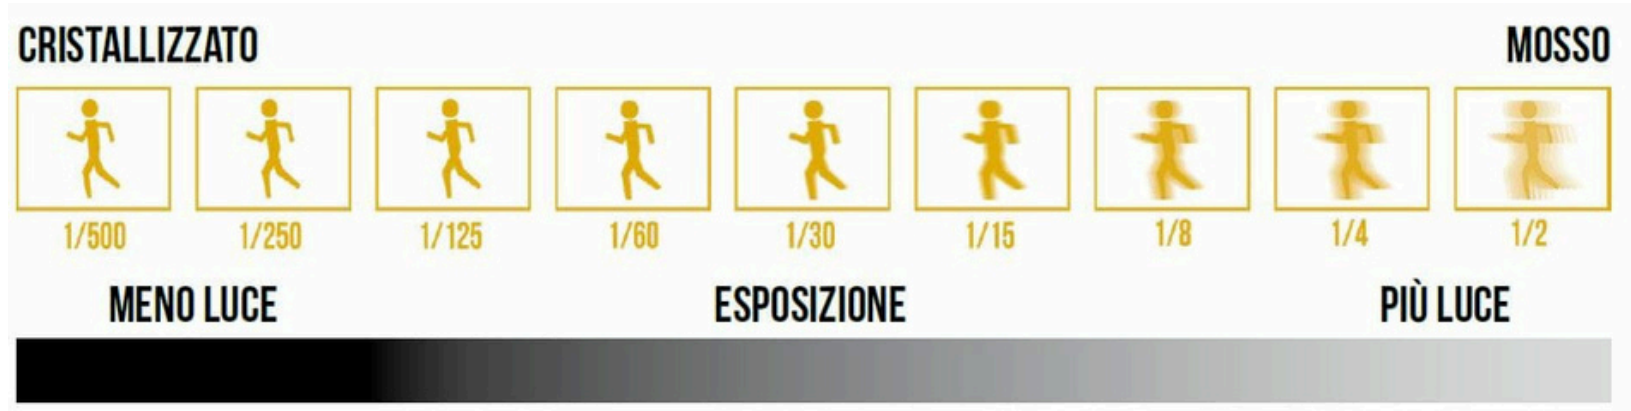 CRISTALLIZZATO MOSSO
1/500 1/250 1/125 1/60 1/30 1/15 1/8 1/4 1/2
MENO LUCE ESPOSIZIONE PIÙ LUCE